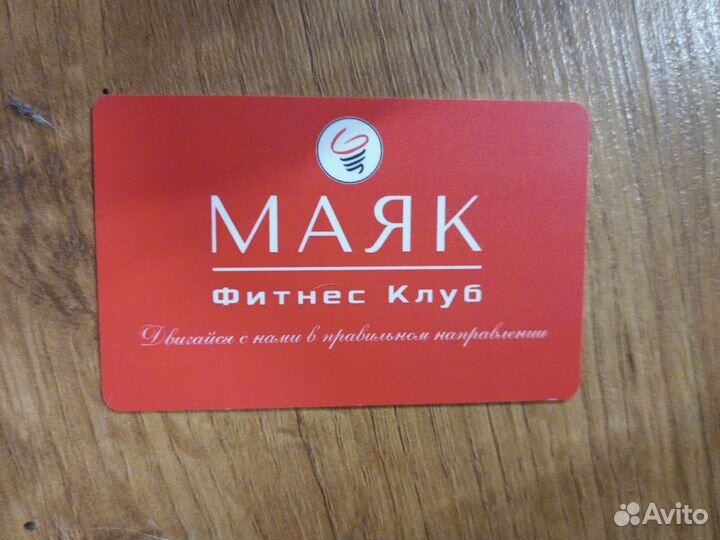 МАЯК
Фитнес Клуб
Двигайся с нами в правильном направлении
Avito